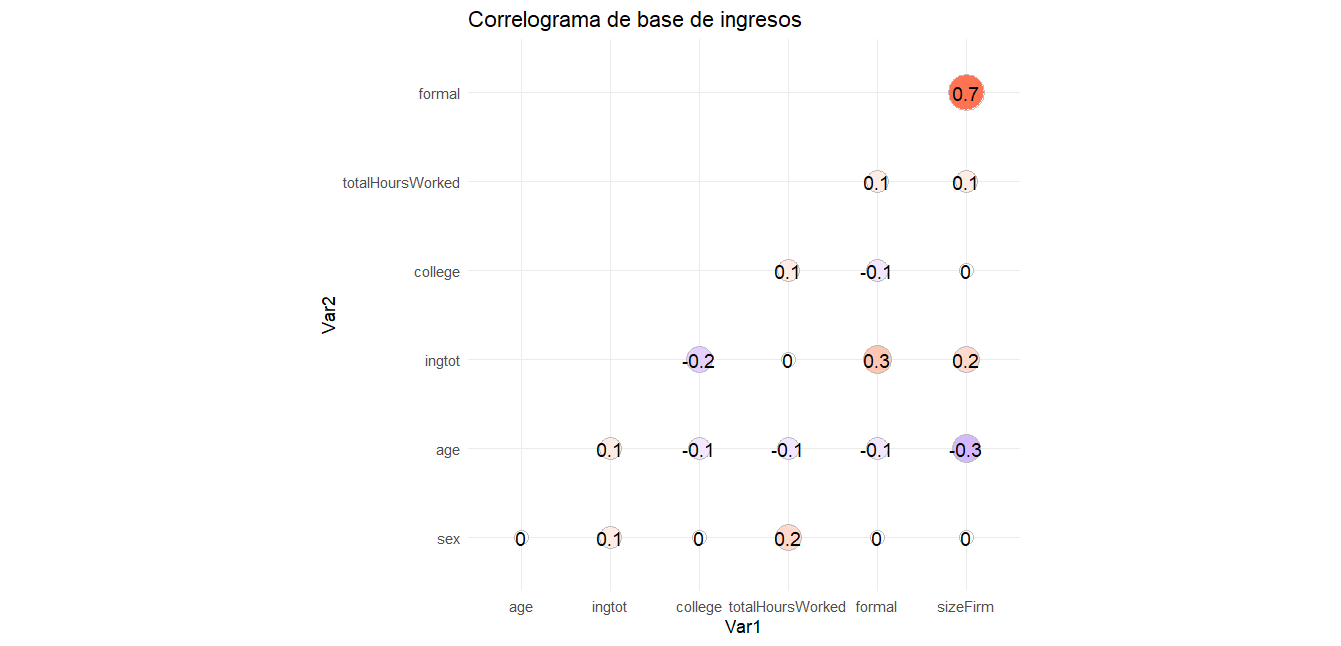 Correlograma de base de ingresos
formal 0.7
totalHoursWorked 0.1 0.1
college 0.1 -0.1 0
Var2
ingtot -0.2 0 0.3 0.2
age 0.1 -0.1 -0.1 -0.1 -0.3
sex 0 0.1 0 0.2 0 0
age ingtot college totalHoursWorked formal sizeFirm
Var1